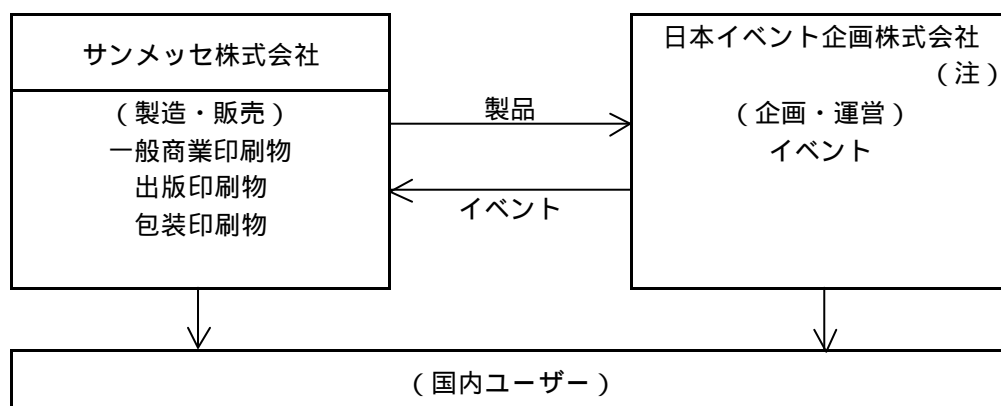 サンメッセ株式会社
(製造・販売)
一般商業印刷物
出版印刷物
包装印刷物
製品
イベント
日本イベント企画株式会社
(注)
(企画・運営)
イベント
(国内ユーザー)